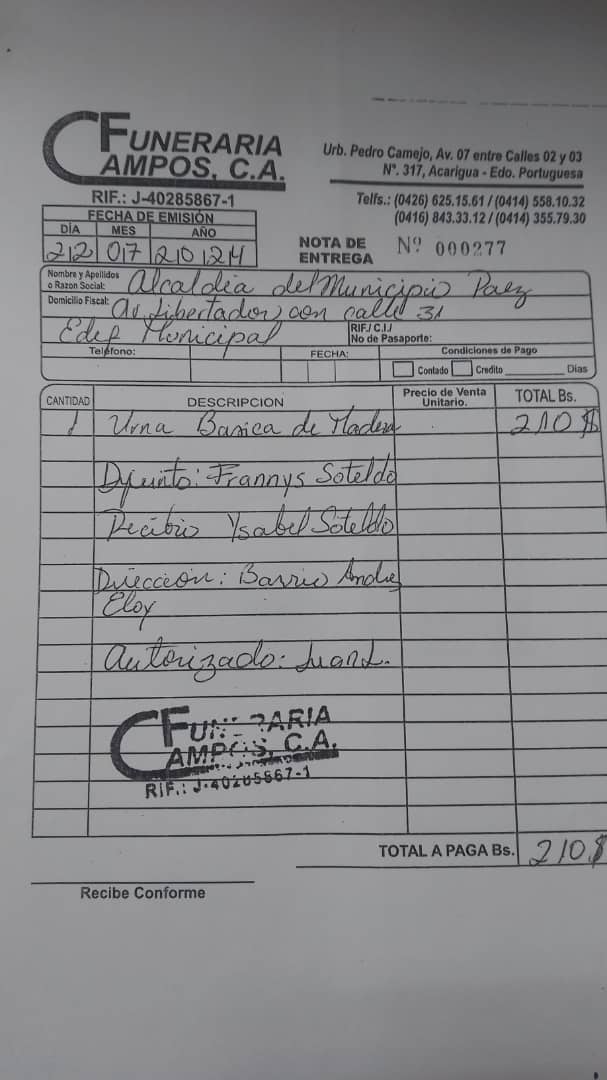 FUNERARIA
CAMPOS, C.A.
RIF.: J-40285867-1
Urb. Pedro Camejo, Av. 07 entre Calles 02 y 03
N°. 317, Acarigua - Edo. Portuguesa
Telfs.: (0426) 625.15.61 / (0414) 558.10.32
(0416) 843.33.12 / (0414) 355.79.30
FECHA DE EMISIÓN
DÍA MES AÑO
22 07 2024
NOTA DE ENTREGA Nº 000277
Nombre y Apellidos o Razon Social: Alcaldia del Municipio Paez
Domicilio Fiscal: Av. Libertador, con calle 31
Edif Municipal
RIF./ C.I./ No de Pasaporte:
Teléfono: FECHA: Condiciones de Pago
Contado Credito Dias
CANTIDAD DESCRIPCION Precio de Venta Unitario. TOTAL Bs.
1 Urna Basica de Madera 210 $
Difunto: Frannys Soteldo
Recibio Ysabel Soteldo
Direccion: Barrio Andrez
Eloy
Autorizado: Juan L.
FUNERARIA
CAMPOS, C.A.
RIF.: J-40285867-1
TOTAL A PAGA Bs. 210 $
Recibe Conforme